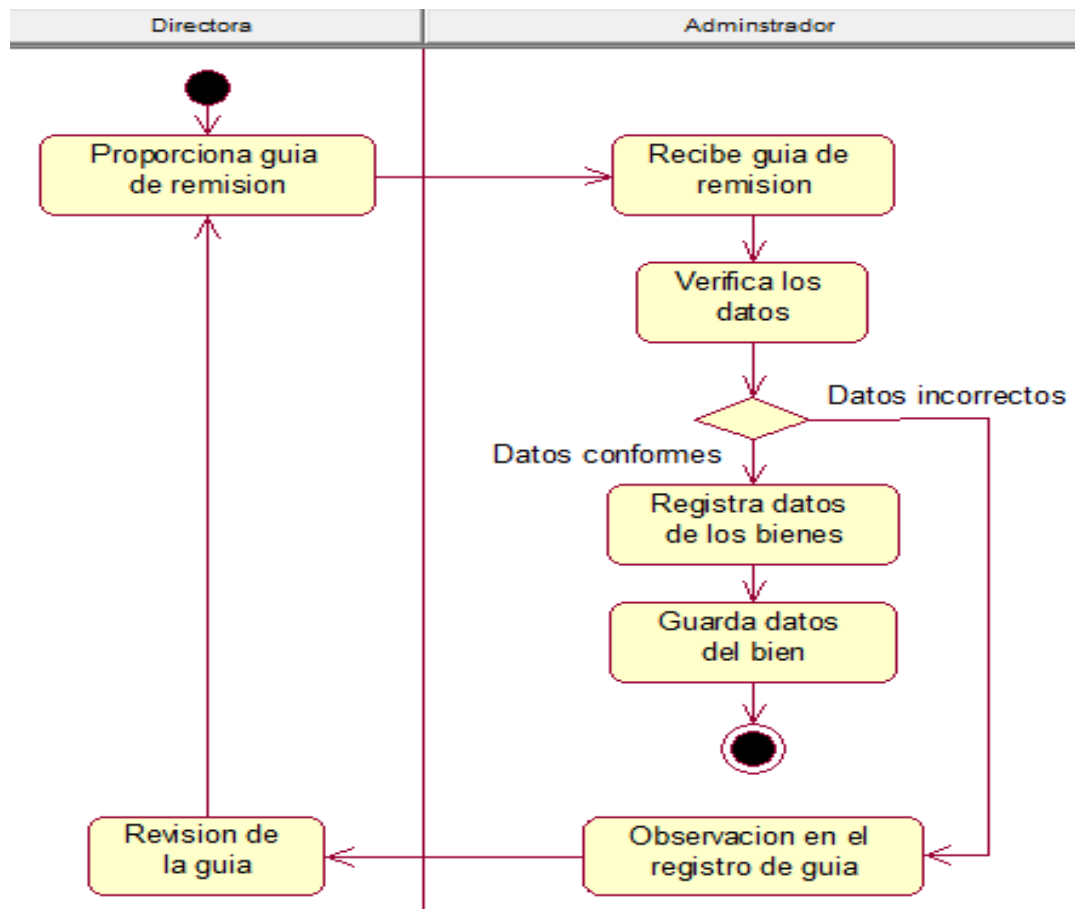 Directora
Adminstrador
Proporciona guia
de remision
Recibe guia de
remision
Verifica los
datos
Datos incorrectos
Datos conformes
Registra datos
de los bienes
Guarda datos
del bien
Revision de
la guia
Observacion en el
registro de guia